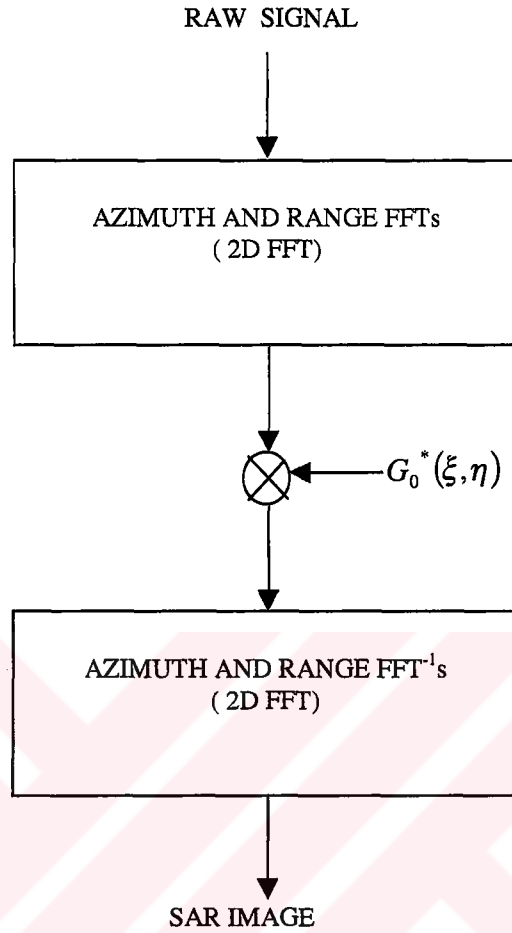 RAW SIGNAL
AZIMUTH AND RANGE FFTs
( 2D FFT)
G₀*(ξ,η)
AZIMUTH AND RANGE FFT⁻¹s
( 2D FFT)
SAR IMAGE